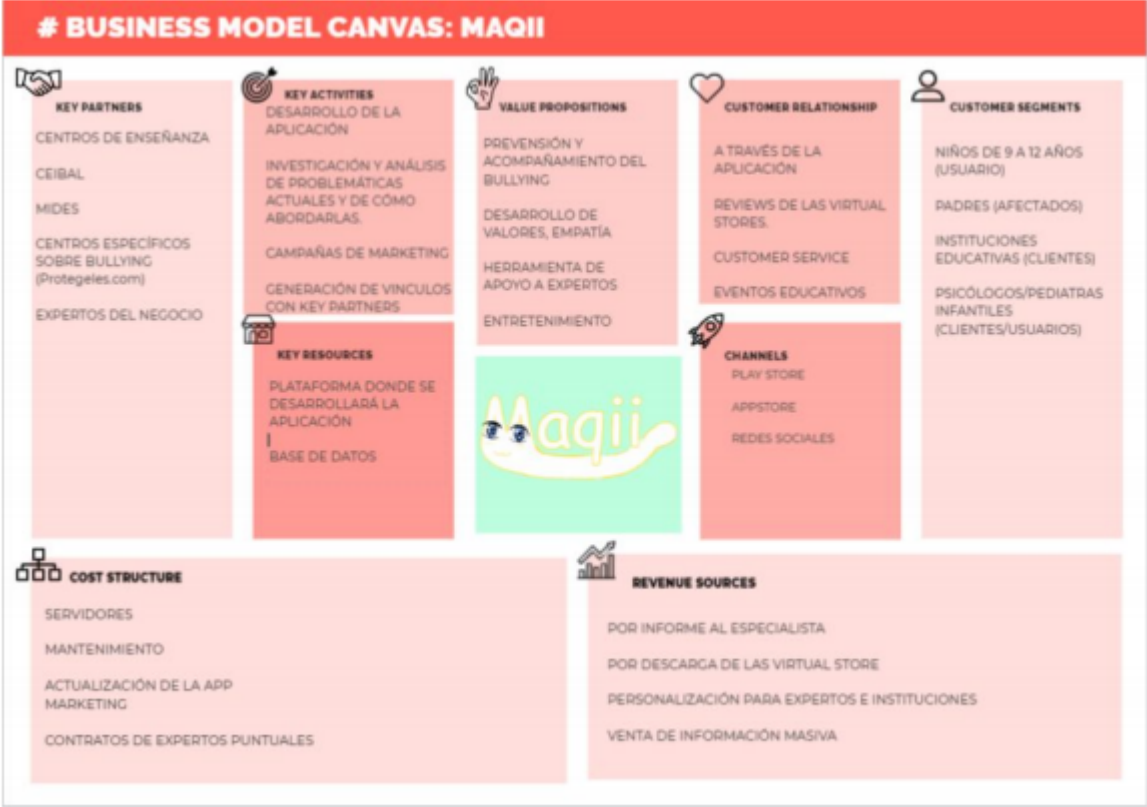 # BUSINESS MODEL CANVAS: MAQII
KEY PARTNERS
CENTROS DE ENSEÑANZA
CEIBAL
MIDES
CENTROS ESPECÍFICOS
SOBRE BULLYING
(Protegeles.com)
EXPERTOS DEL NEGOCIO
KEY ACTIVITIES
DESARROLLO DE LA
APLICACIÓN
INVESTIGACIÓN Y ANÁLISIS
DE PROBLEMÁTICAS
ACTUALES Y DE CÓMO
ABORDARLAS.
CAMPAÑAS DE MARKETING
GENERACIÓN DE VINCULOS
CON KEY PARTNERS
KEY RESOURCES
PLATAFORMA DONDE SE
DESARROLLARÁ LA
APLICACIÓN
BASE DE DATOS
VALUE PROPOSITIONS
PREVENSIÓN Y
ACOMPAÑAMIENTO DEL
BULLYING
DESARROLLO DE
VALORES, EMPATÍA
HERRAMIENTA DE
APOYO A EXPERTOS
ENTRETENIMIENTO
Maqii
CUSTOMER RELATIONSHIP
A TRAVÉS DE LA
APLICACIÓN
REVIEWS DE LAS VIRTUAL
STORES.
CUSTOMER SERVICE
EVENTOS EDUCATIVOS
CHANNELS
PLAY STORE
APPSTORE
REDES SOCIALES
CUSTOMER SEGMENTS
NIÑOS DE 9 A 12 AÑOS
(USUARIO)
PADRES (AFECTADOS)
INSTITUCIONES
EDUCATIVAS (CLIENTES)
PSICÓLOGOS/PEDIATRAS
INFANTILES
(CLIENTES/USUARIOS)
COST STRUCTURE
SERVIDORES
MANTENIMIENTO
ACTUALIZACIÓN DE LA APP
MARKETING
CONTRATOS DE EXPERTOS PUNTUALES
REVENUE SOURCES
POR INFORME AL ESPECIALISTA
POR DESCARGA DE LAS VIRTUAL STORE
PERSONALIZACIÓN PARA EXPERTOS E INSTITUCIONES
VENTA DE INFORMACIÓN MASIVA